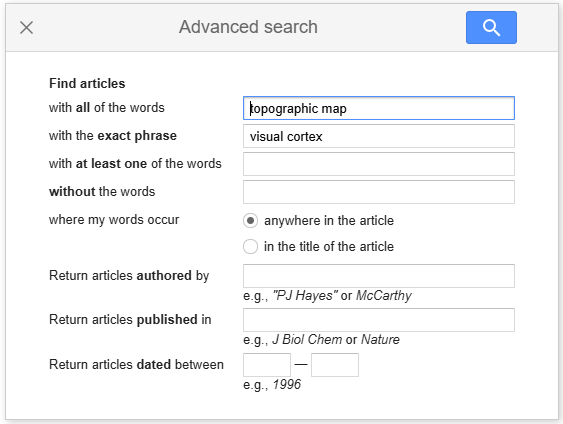 Advanced search
Find articles
with all of the words topographic map
with the exact phrase visual cortex
with at least one of the words
without the words
where my words occur anywhere in the article
in the title of the article
Return articles authored by
e.g., "PJ Hayes" or McCarthy
Return articles published in
e.g., J Biol Chem or Nature
Return articles dated between —
e.g., 1996